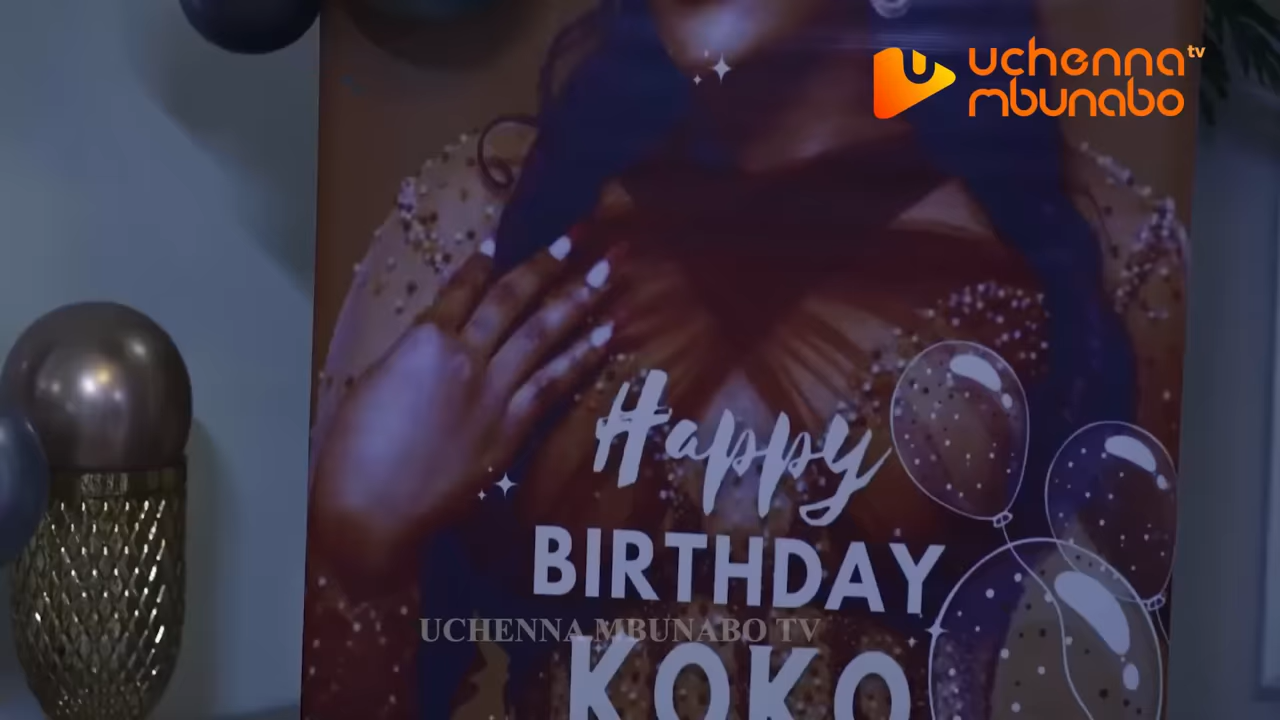 uchenna tv
mbunabo
Happy
BIRTHDAY
UCHENNA MBUNABO TV
KOKO